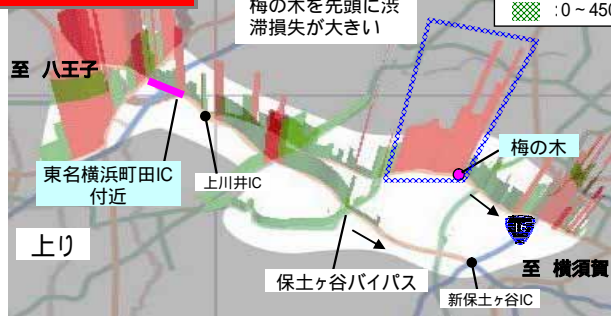 梅の木を先頭に渋
滞損失が大きい
:0～450
至 八王子
梅の木
東名横浜町田IC
付近
上川井IC
上り
至 横須賀
保土ヶ谷バイパス
新保土ヶ谷IC